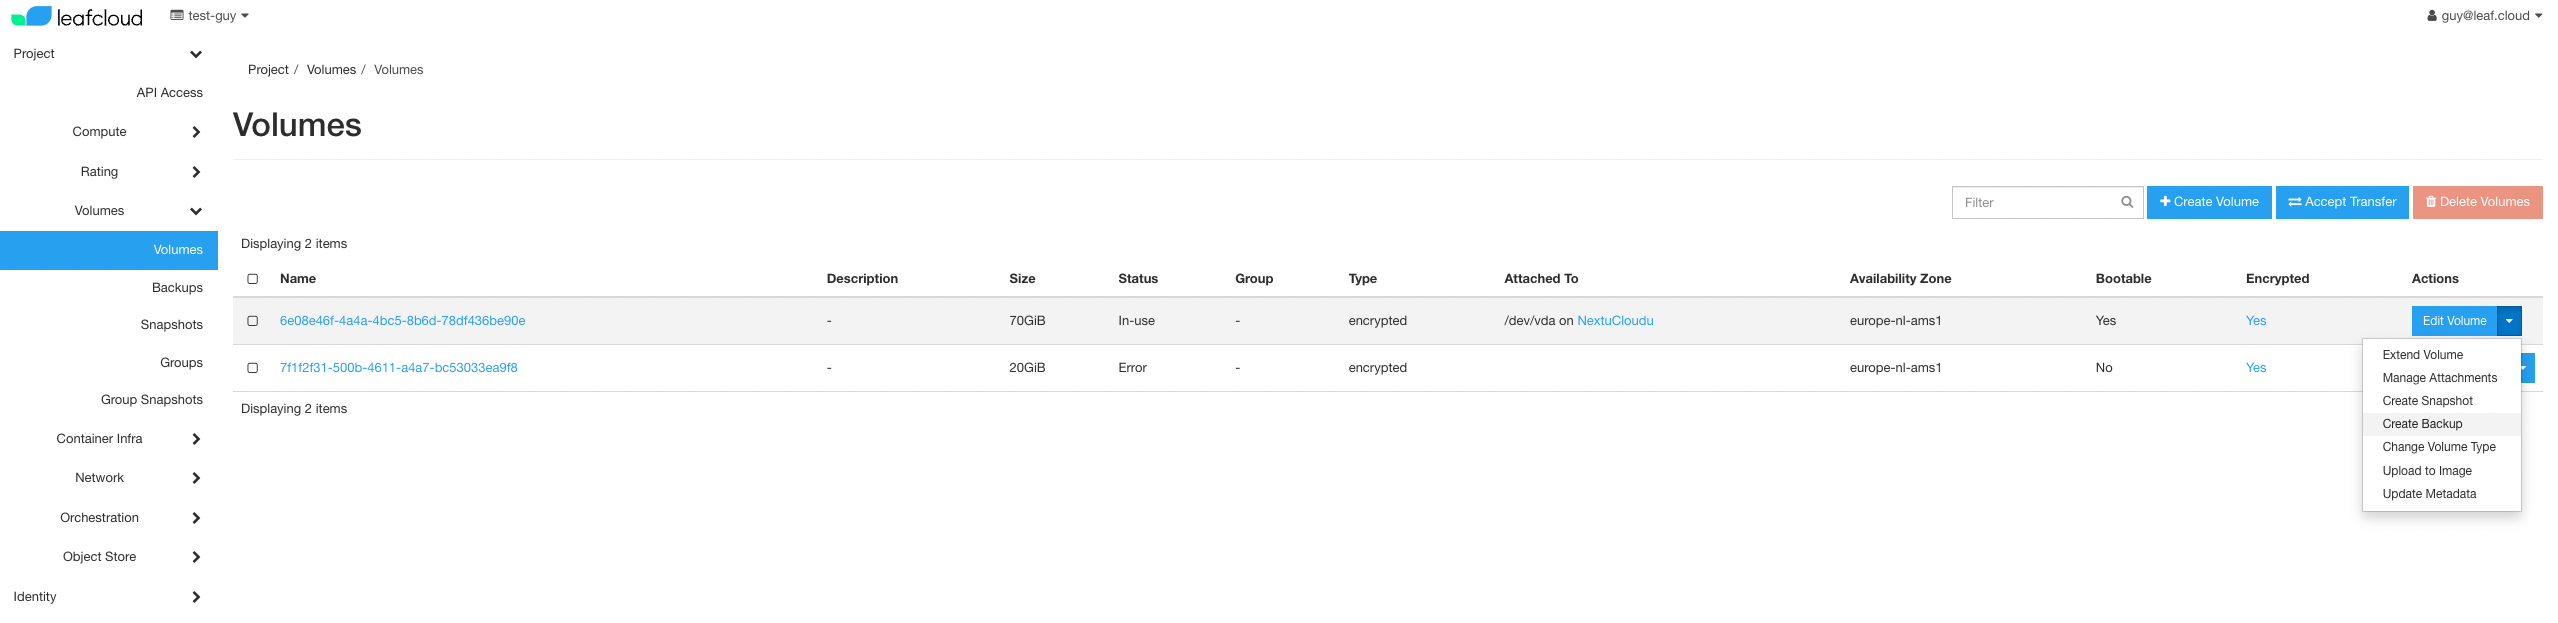 leafcloud test-guy guy@leaf.cloud
Project
API Access
Compute
Rating
Volumes
Volumes
Backups
Snapshots
Groups
Group Snapshots
Container Infra
Network
Orchestration
Object Store
Identity
Project / Volumes / Volumes
Volumes
Filter Create Volume Accept Transfer Delete Volumes
Displaying 2 items
Name Description Size Status Group Type Attached To Availability Zone Bootable Encrypted Actions
6e08e46f-4a4a-4bc5-8b6d-78df436be90e - 70GiB In-use - encrypted /dev/vda on NextuCloudu europe-nl-ams1 Yes Yes Edit Volume
7f1f2f31-500b-4611-a4a7-bc53033ea9f8 - 20GiB Error - encrypted europe-nl-ams1 No Yes
Displaying 2 items
Extend Volume
Manage Attachments
Create Snapshot
Create Backup
Change Volume Type
Upload to Image
Update Metadata